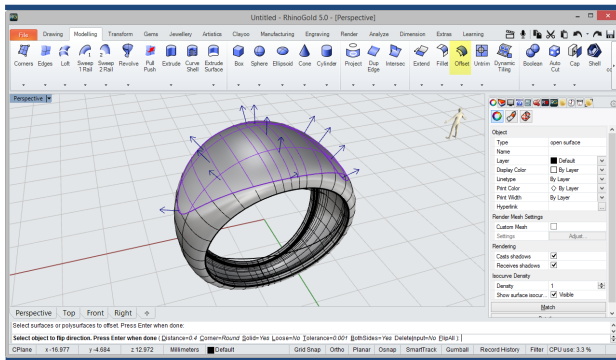 Untitled - RhinoGold 5.0 - [Perspective]
File Drawing Modelling Transform Gems Jewellery Artistics Clayoo Manufacturing Engraving Render Analyze Dimension Extras Learning
Corners Edges Loft Sweep 1 Rail Sweep 2 Rail Revolve Pull Push Extrude Curve Shell Extrude Surface Box Sphere Ellipsoid Cone Cylinder Project Dup Edge Intersec Extend Fillet Offset Untrim Dynamic Tiling Boolean Auto Cut Cap Shell
Perspective
Object
Type open surface
Name
Layer Default
Display Color By Layer
Linetype By Layer
Print Color By Layer
Print Width By Layer
Hyperlink
Render Mesh Settings
Custom Mesh
Settings Adjust...
Rendering
Casts shadows
Receives shadows
Isocurve Density
Density 1
Show surface isocur... Visible
Match
Perspective Top Front Right
Select surfaces or polysurfaces to offset. Press Enter when done:
Select object to flip direction. Press Enter when done ( Distance=0.4 Corner=Round Solid=Yes Loose=No Tolerance=0.001 BothSides=Yes DeleteInput=No FlipAll ):
CPlane x -16.977 y -4.684 z 12.972 Millimeters Default Grid Snap Ortho Planar Osnap SmartTrack Gumball Record History Filter CPU use: 3.3 %